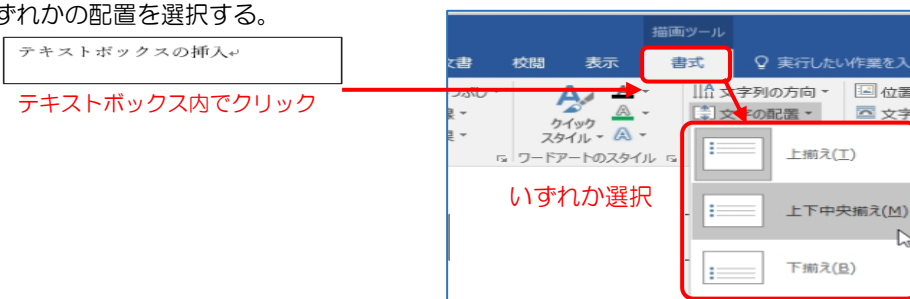 ずれかの配置を選択する。
テキストボックスの挿入↵
テキストボックス内でクリック
描画ツール
文書 校閲 表示 書式 実行したい作業を入
文字列の方向 位置
文字の配置 文字
クイック
スタイル
ワードアートのスタイル
上揃え(T)
いずれか選択
上下中央揃え(M)
下揃え(B)